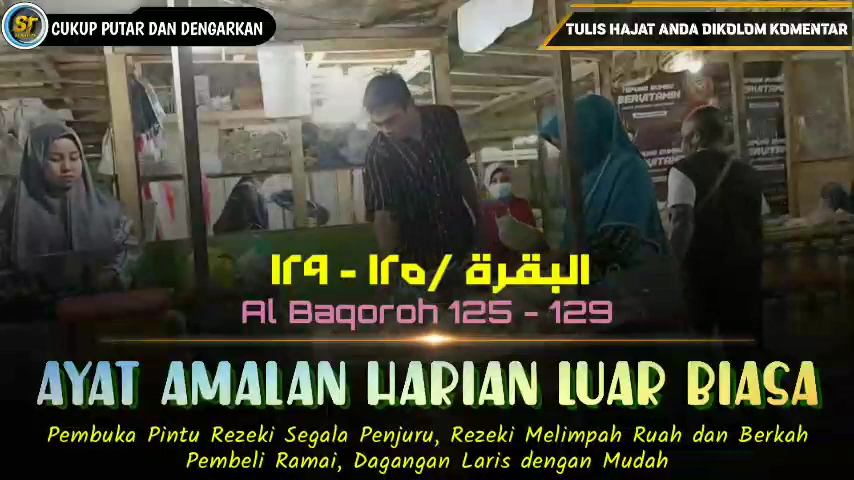 CUKUP PUTAR DAN DENGARKAN
TULIS HAJAT ANDA DIKOLOM KOMENTAR
BERVITAMIN
البقرة /١٢٥ - ١٢٩
Al Baqoroh 125 - 129
AYAT AMALAN HARIAN LUAR BIASA
Pembuka Pintu Rezeki Segala Penjuru, Rezeki Melimpah Ruah dan Berkah
Pembeli Ramai, Dagangan Laris dengan Mudah